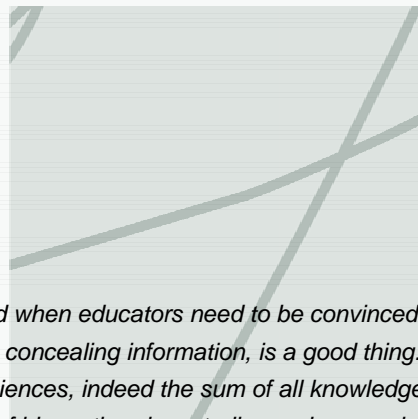 d when educators need to be convinced
concealing information, is a good thing.
iences, indeed the sum of all knowledge